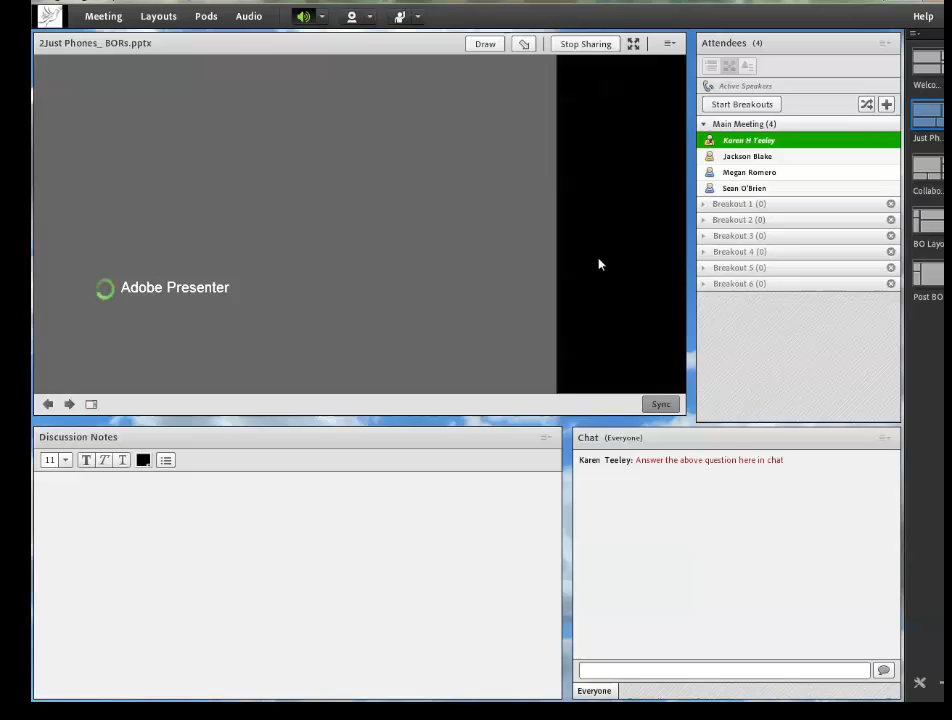 Meeting Layouts Pods Audio Help
2Just Phones_ BORs.pptx Draw Stop Sharing
Adobe Presenter
Sync
Attendees (4)
Active Speakers
Start Breakouts
Main Meeting (4)
Karen H Teeley
Jackson Blake
Megan Romero
Sean O'Brien
Breakout 1 (0)
Breakout 2 (0)
Breakout 3 (0)
Breakout 4 (0)
Breakout 5 (0)
Breakout 6 (0)
Welco...
Just Ph...
Collabo...
BO Layo
Post BO
Discussion Notes
11 T T T
Chat (Everyone)
Karen Teeley: Answer the above question here in chat
Everyone